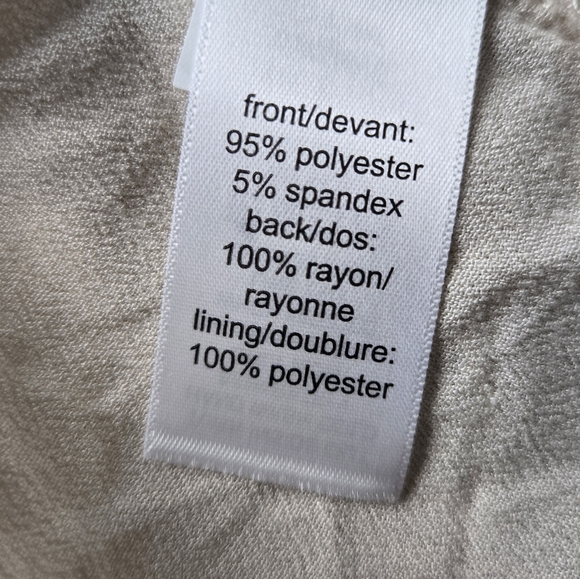 front/devant:
95% polyester
5% spandex
back/dos:
100% rayon/
rayonne
lining/doublure:
100% polyester